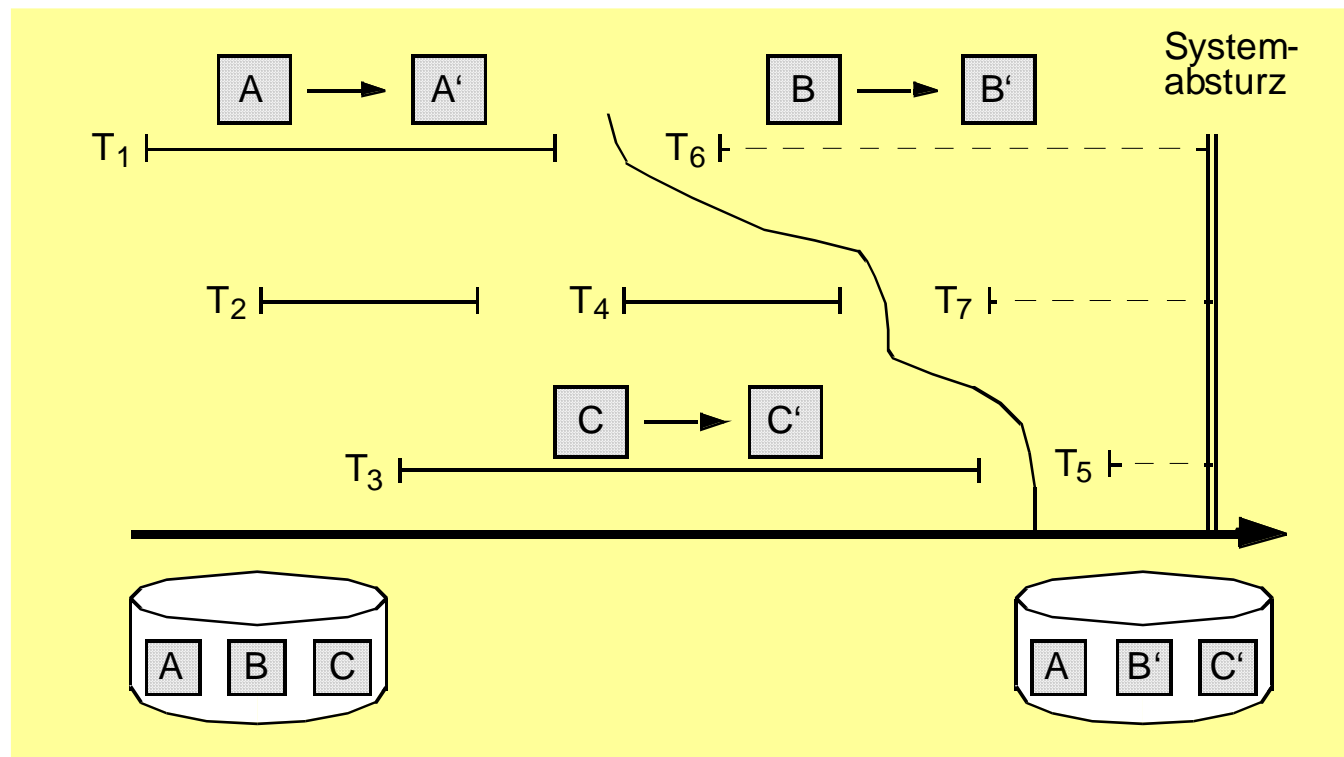 System-
absturz
A A‘ B B‘
T1 T6
T2 T4 T7
C C‘
T3 T5
A B C A B‘ C‘